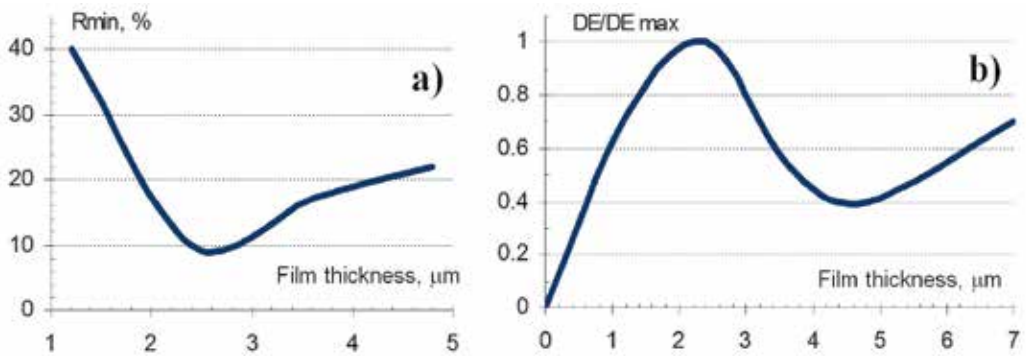 Rmin, %
40
30
20
10
0
a)
Film thickness, µm
1 2 3 4 5
DE/DE max
1
0.8
0.6
0.4
0.2
0
b)
Film thickness, µm
0 1 2 3 4 5 6 7